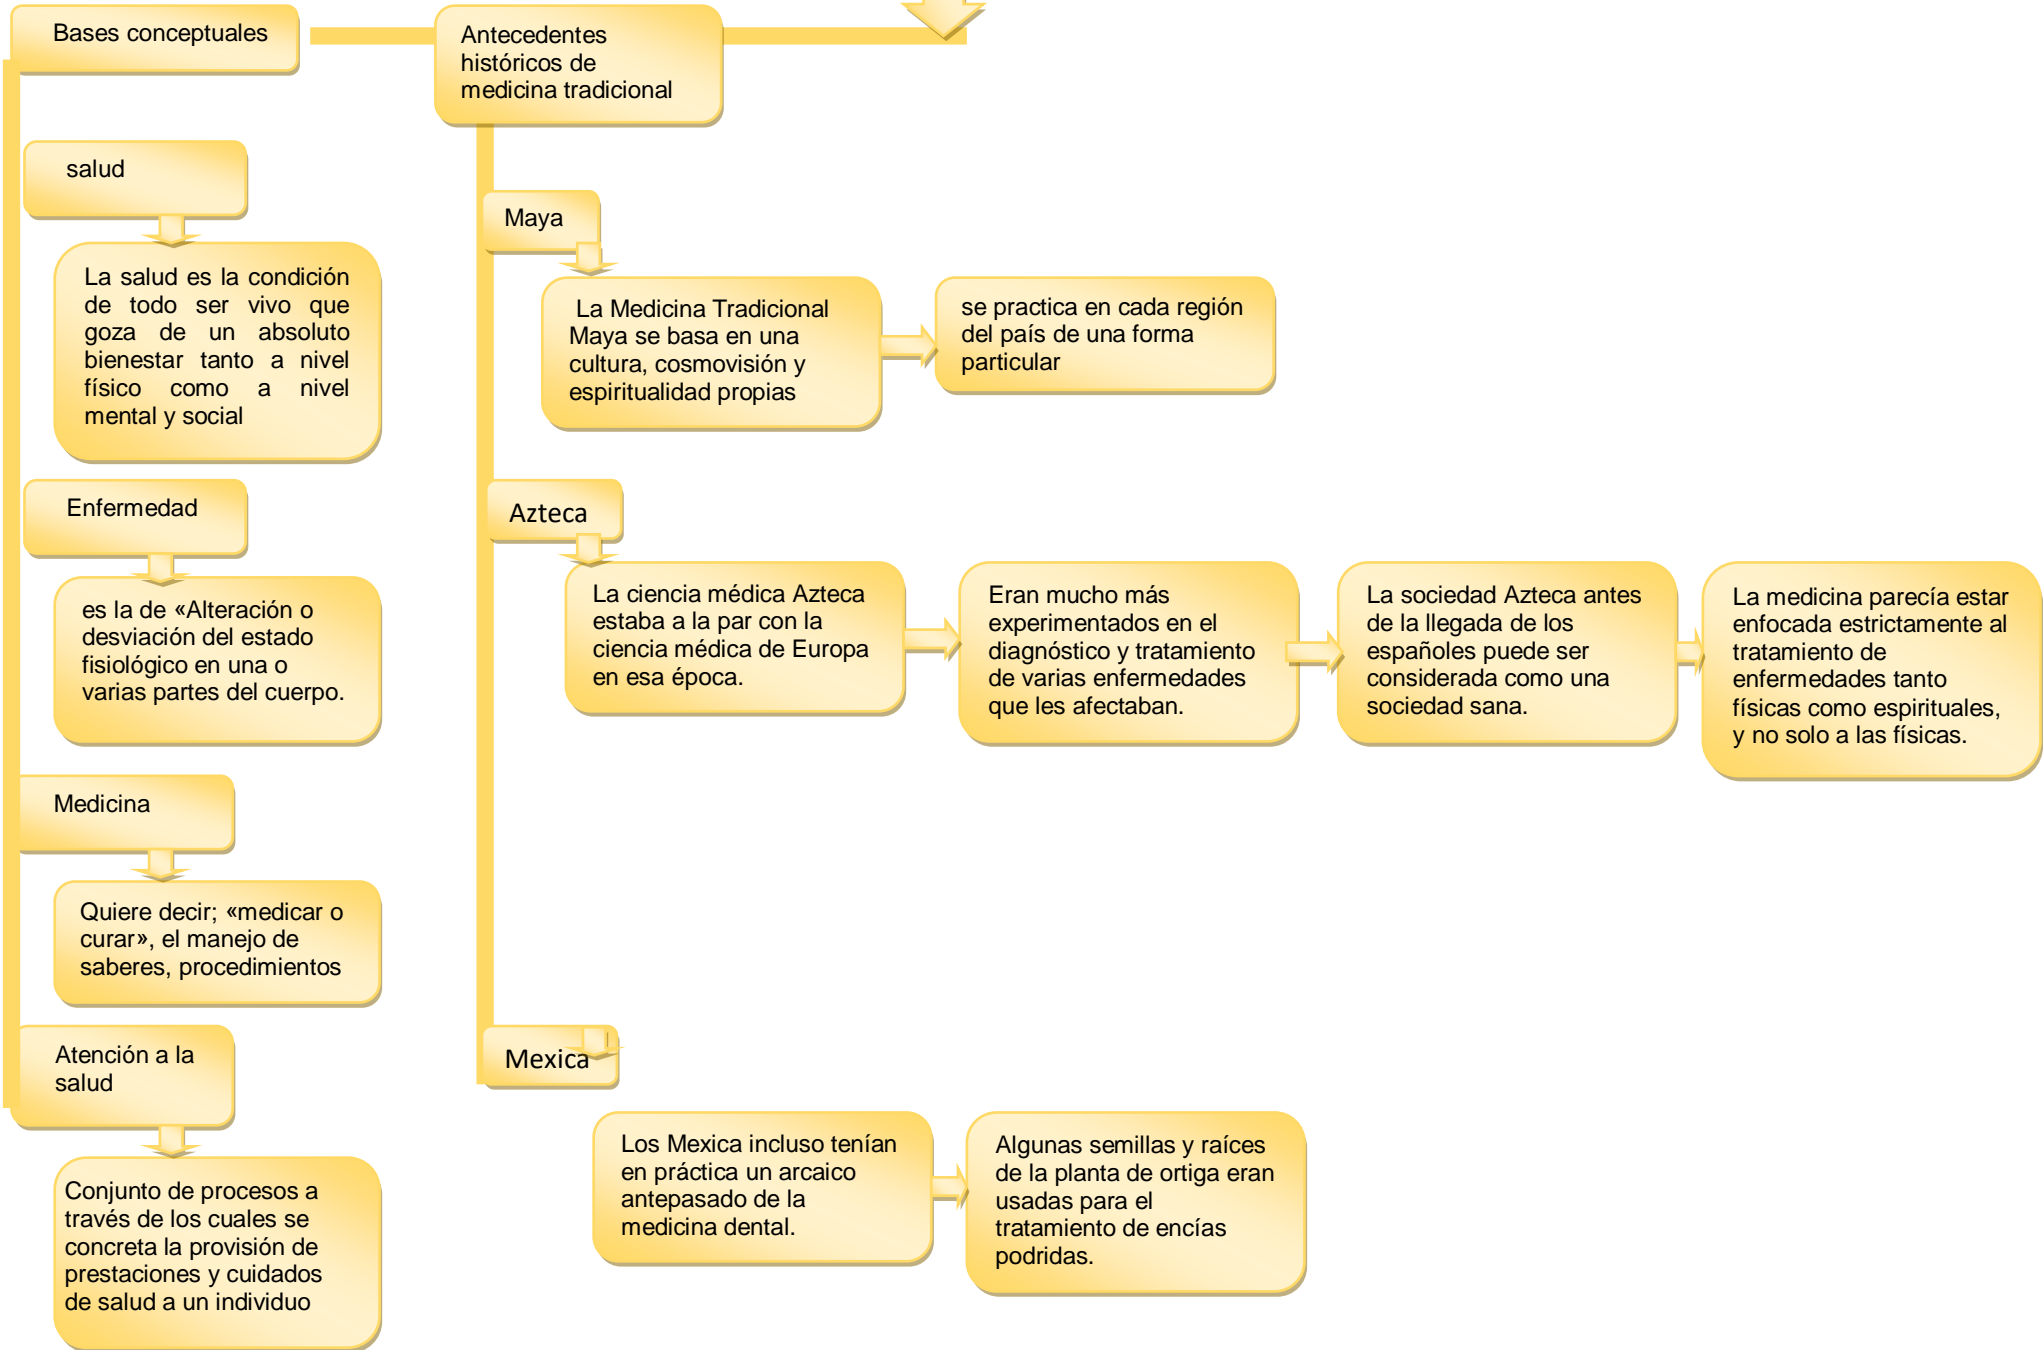 Bases conceptuales
salud
La salud es la condición
de todo ser vivo que
goza de un absoluto
bienestar tanto a nivel
físico como a nivel
mental y social
Enfermedad
es la de «Alteración o
desviación del estado
fisiológico en una o
varias partes del cuerpo.
Medicina
Quiere decir; «medicar o
curar», el manejo de
saberes, procedimientos
Atención a la
salud
Conjunto de procesos a
través de los cuales se
concreta la provisión de
prestaciones y cuidados
de salud a un individuo
Antecedentes
históricos de
medicina tradicional
Maya
La Medicina Tradicional
Maya se basa en una
cultura, cosmovisión y
espiritualidad propias
se practica en cada región
del país de una forma
particular
Azteca
La ciencia médica Azteca
estaba a la par con la
ciencia médica de Europa
en esa época.
Eran mucho más
experimentados en el
diagnóstico y tratamiento
de varias enfermedades
que les afectaban.
La sociedad Azteca antes
de la llegada de los
españoles puede ser
considerada como una
sociedad sana.
La medicina parecía estar
enfocada estrictamente al
tratamiento de
enfermedades tanto
físicas como espirituales,
y no solo a las físicas.
Mexica
Los Mexica incluso tenían
en práctica un arcaico
antepasado de la
medicina dental.
Algunas semillas y raíces
de la planta de ortiga eran
usadas para el
tratamiento de encías
podridas.